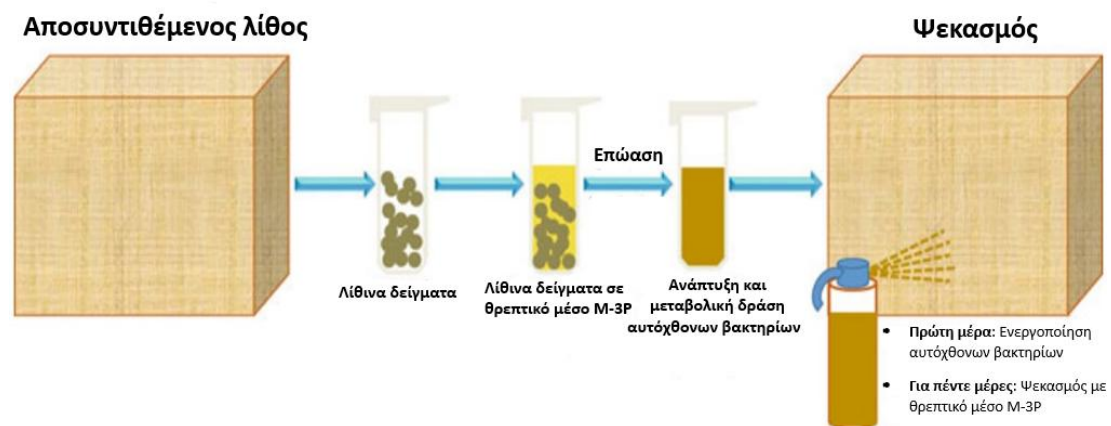 Αποσυντιθέμενος λίθος
Ψεκασμός
Επώαση
Λίθινα δείγματα
Λίθινα δείγματα σε
θρεπτικό μέσο M-3P
Ανάπτυξη και
μεταβολική δράση
αυτόχθονων βακτηρίων
• Πρώτη μέρα: Ενεργοποίηση
αυτόχθονων βακτηρίων
• Για πέντε μέρες: Ψεκασμός με
θρεπτικό μέσο M-3P